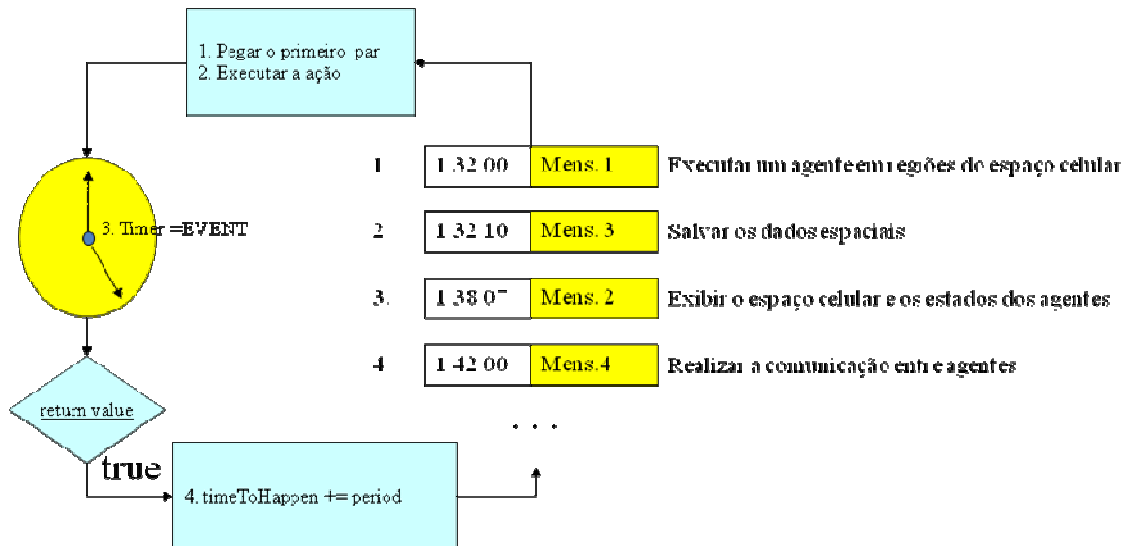 1. Pegar o primeiro par
2. Executar a ação
3. Timer =EVENT
1 1 32 00 Mens. 1 Executar um agente em regiões do espaço celular
2 1 32 10 Mens. 3 Salvar os dados espaciais
3. 1 38 07 Mens. 2 Exibir o espaço celular e os estados dos agentes
4 1 42 00 Mens.4 Realizar a comunicação entre agentes
. . .
return value
true
4. timeToHappen += period